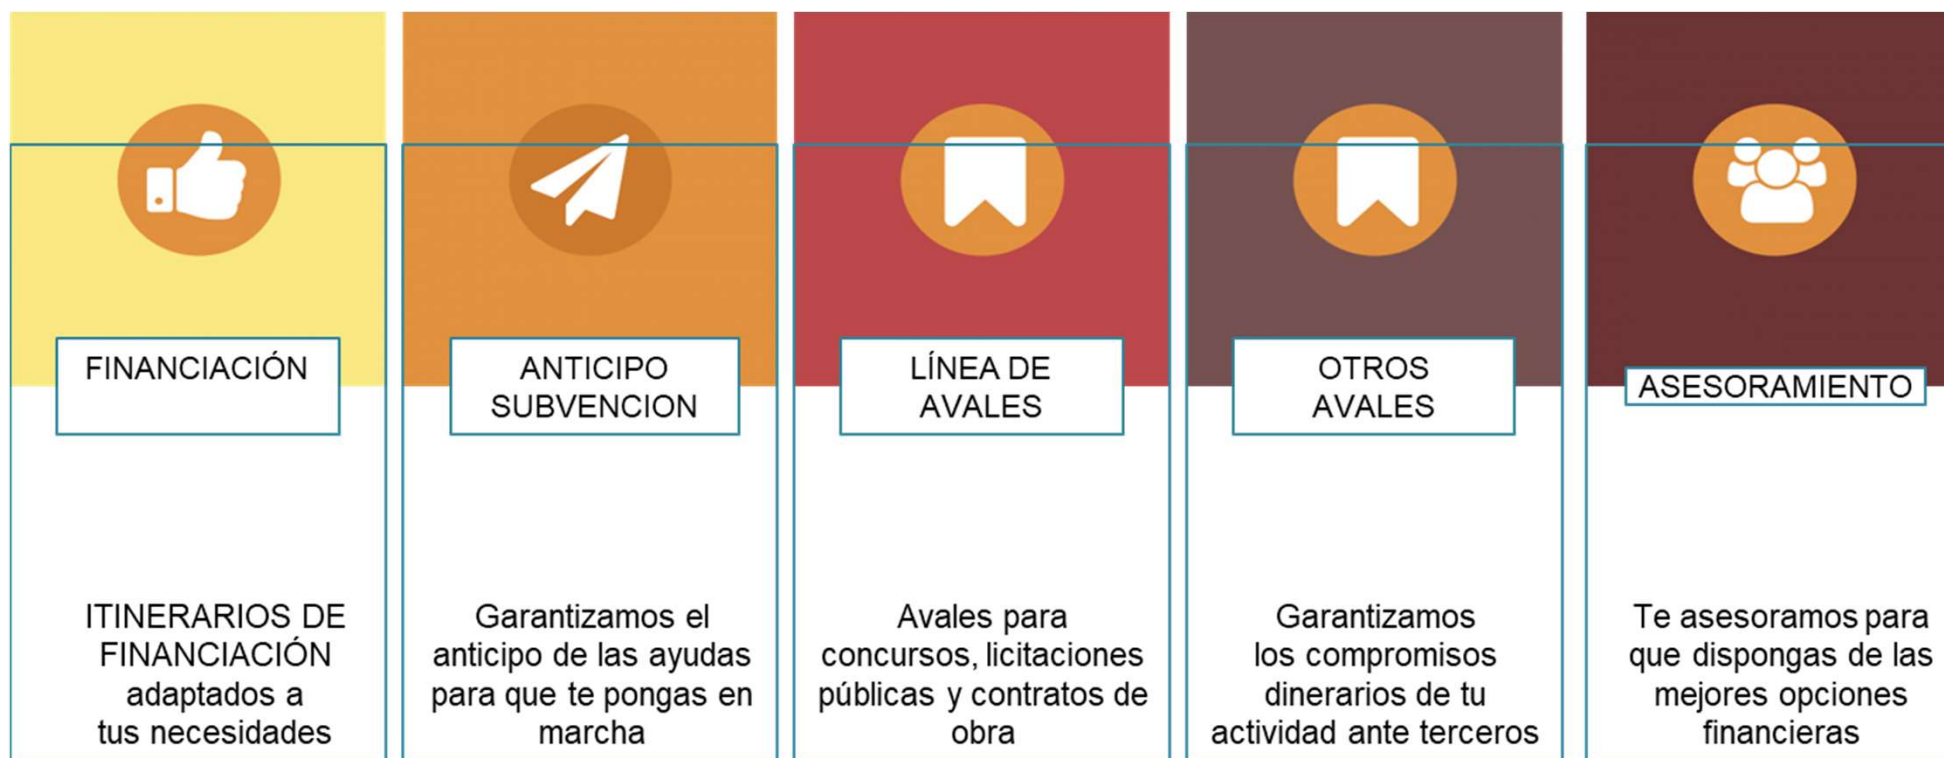 FINANCIACIÓN
ITINERARIOS DE
FINANCIACIÓN
adaptados a
tus necesidades
ANTICIPO
SUBVENCION
Garantizamos el
anticipo de las ayudas
para que te pongas en
marcha
LÍNEA DE
AVALES
Avales para
concursos, licitaciones
públicas y contratos de
obra
OTROS
AVALES
Garantizamos
los compromisos
dinerarios de tu
actividad ante terceros
ASESORAMIENTO
Te asesoramos para
que dispongas de las
mejores opciones
financieras